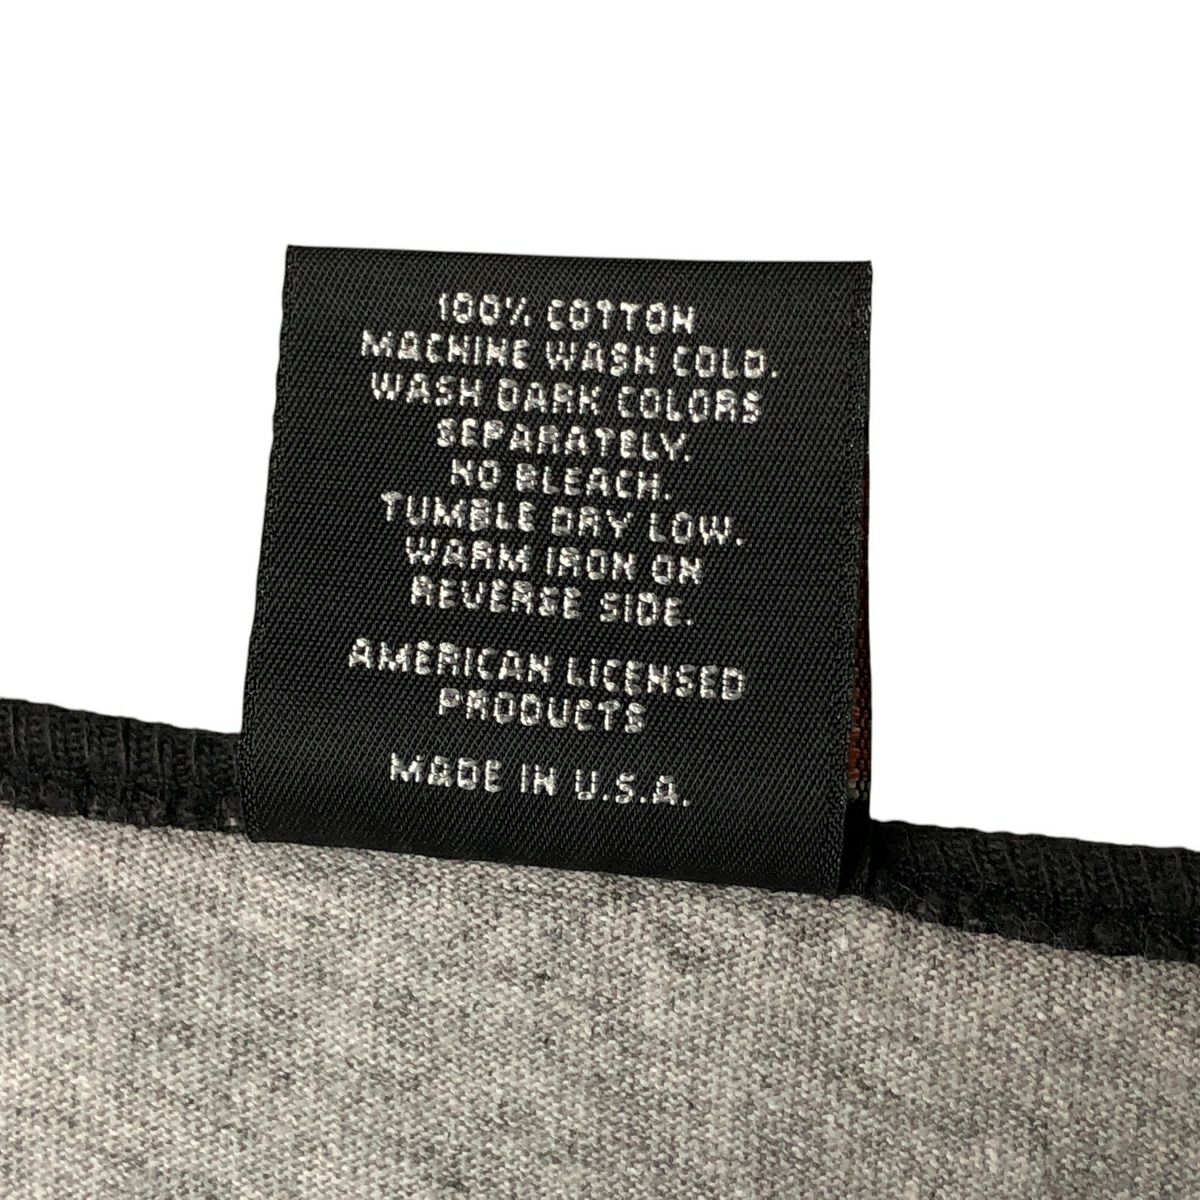 100% COTTON
MACHINE WASH COLD.
WASH DARK COLORS
SEPARATELY.
NO BLEACH.
TUMBLE DRY LOW.
WARM IRON ON
REVERSE SIDE.
AMERICAN LICENSED
PRODUCTS
MADE IN U.S.A.